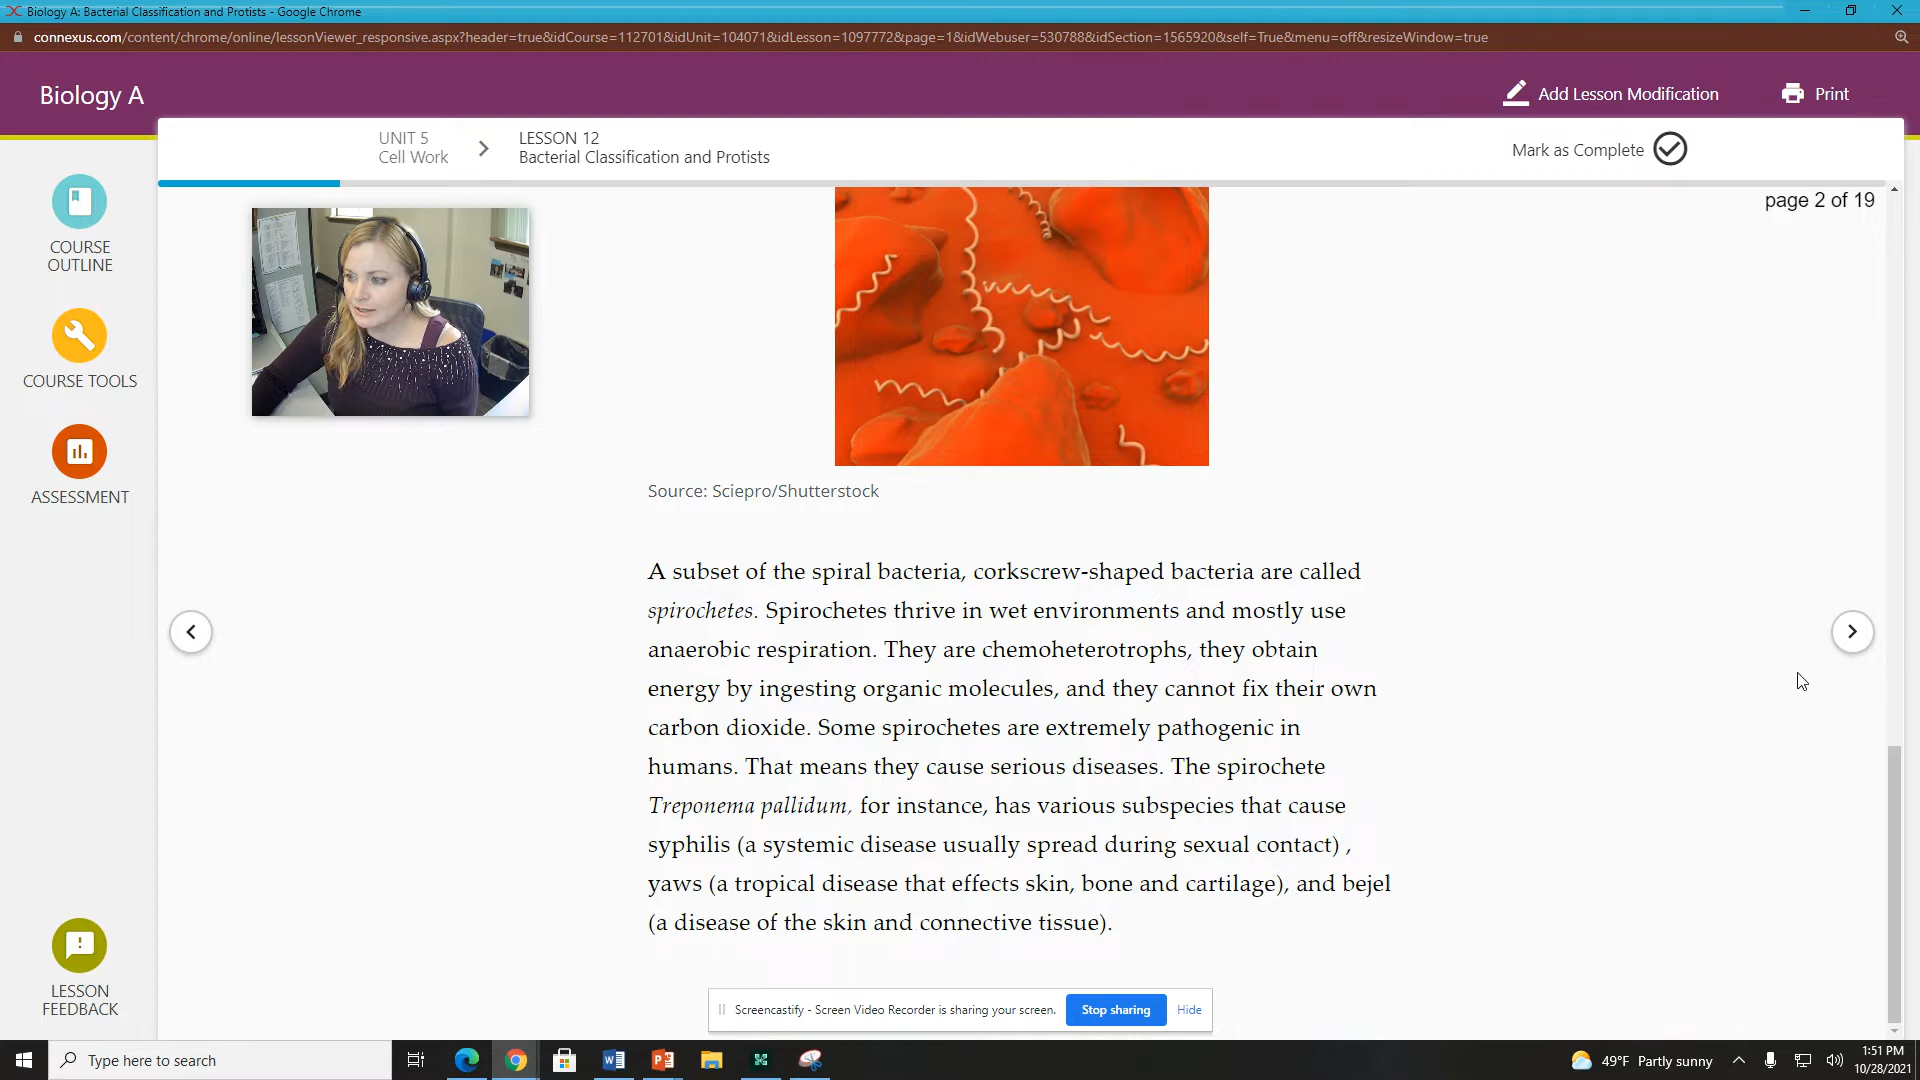 Biology A: Bacterial Classification and Protists - Google Chrome
connexus.com/content/chrome/online/lessonViewer_responsive.aspx?header=true&idCourse=112701&idUnit=104071&idLesson=1097772&page=1&idWebuser=530788&idSection=1565920&self=True&menu=off&resizeWindow=true
Biology A
Add Lesson Modification
Print
UNIT 5
Cell Work
LESSON 12
Bacterial Classification and Protists
Mark as Complete
page 2 of 19
COURSE
OUTLINE
COURSE TOOLS
ASSESSMENT
Source: Sciepro/Shutterstock
A subset of the spiral bacteria, corkscrew-shaped bacteria are called
spirochetes. Spirochetes thrive in wet environments and mostly use
anaerobic respiration. They are chemoheterotrophs, they obtain
energy by ingesting organic molecules, and they cannot fix their own
carbon dioxide. Some spirochetes are extremely pathogenic in
humans. That means they cause serious diseases. The spirochete
Treponema pallidum, for instance, has various subspecies that cause
syphilis (a systemic disease usually spread during sexual contact) ,
yaws (a tropical disease that effects skin, bone and cartilage), and bejel
(a disease of the skin and connective tissue).
LESSON
FEEDBACK
Screencastify - Screen Video Recorder is sharing your screen.
Stop sharing
Hide
Type here to search
49°F Partly sunny
1:51 PM
10/28/2021